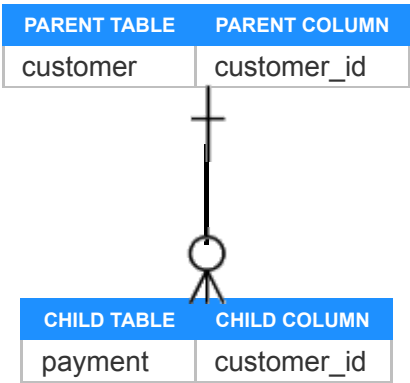 PARENT TABLE PARENT COLUMN
customer customer_id
CHILD TABLE CHILD COLUMN
payment customer_id